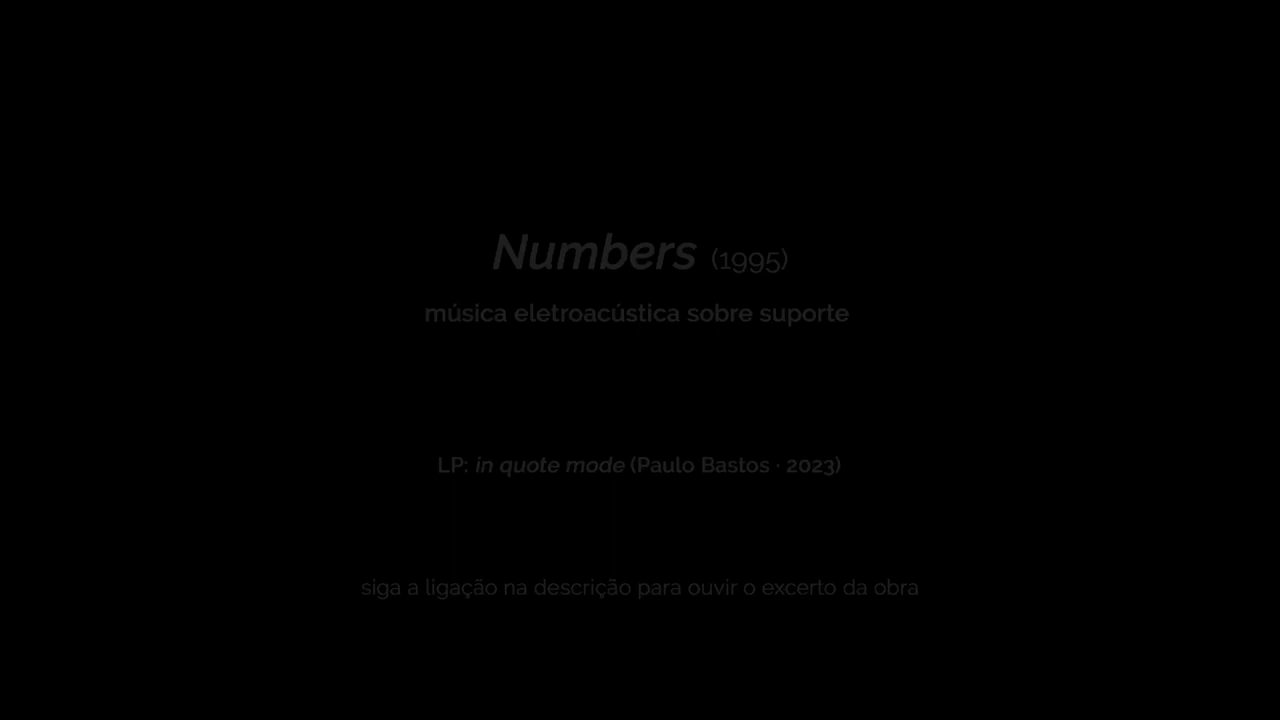 Numbers (1995)
música eletroacústica sobre suporte
LP: in quote mode (Paulo Bastos · 2023)
siga a ligação na descrição para ouvir o excerto da obra